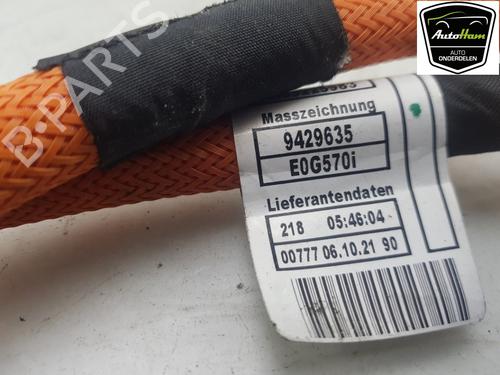 AutoHam
AUTO
ONDERDELEN
B-PARTS
Masszeichnung
9429635
E0G570i
Lieferantendaten
218 05:46:04
00777 06.10.21 90